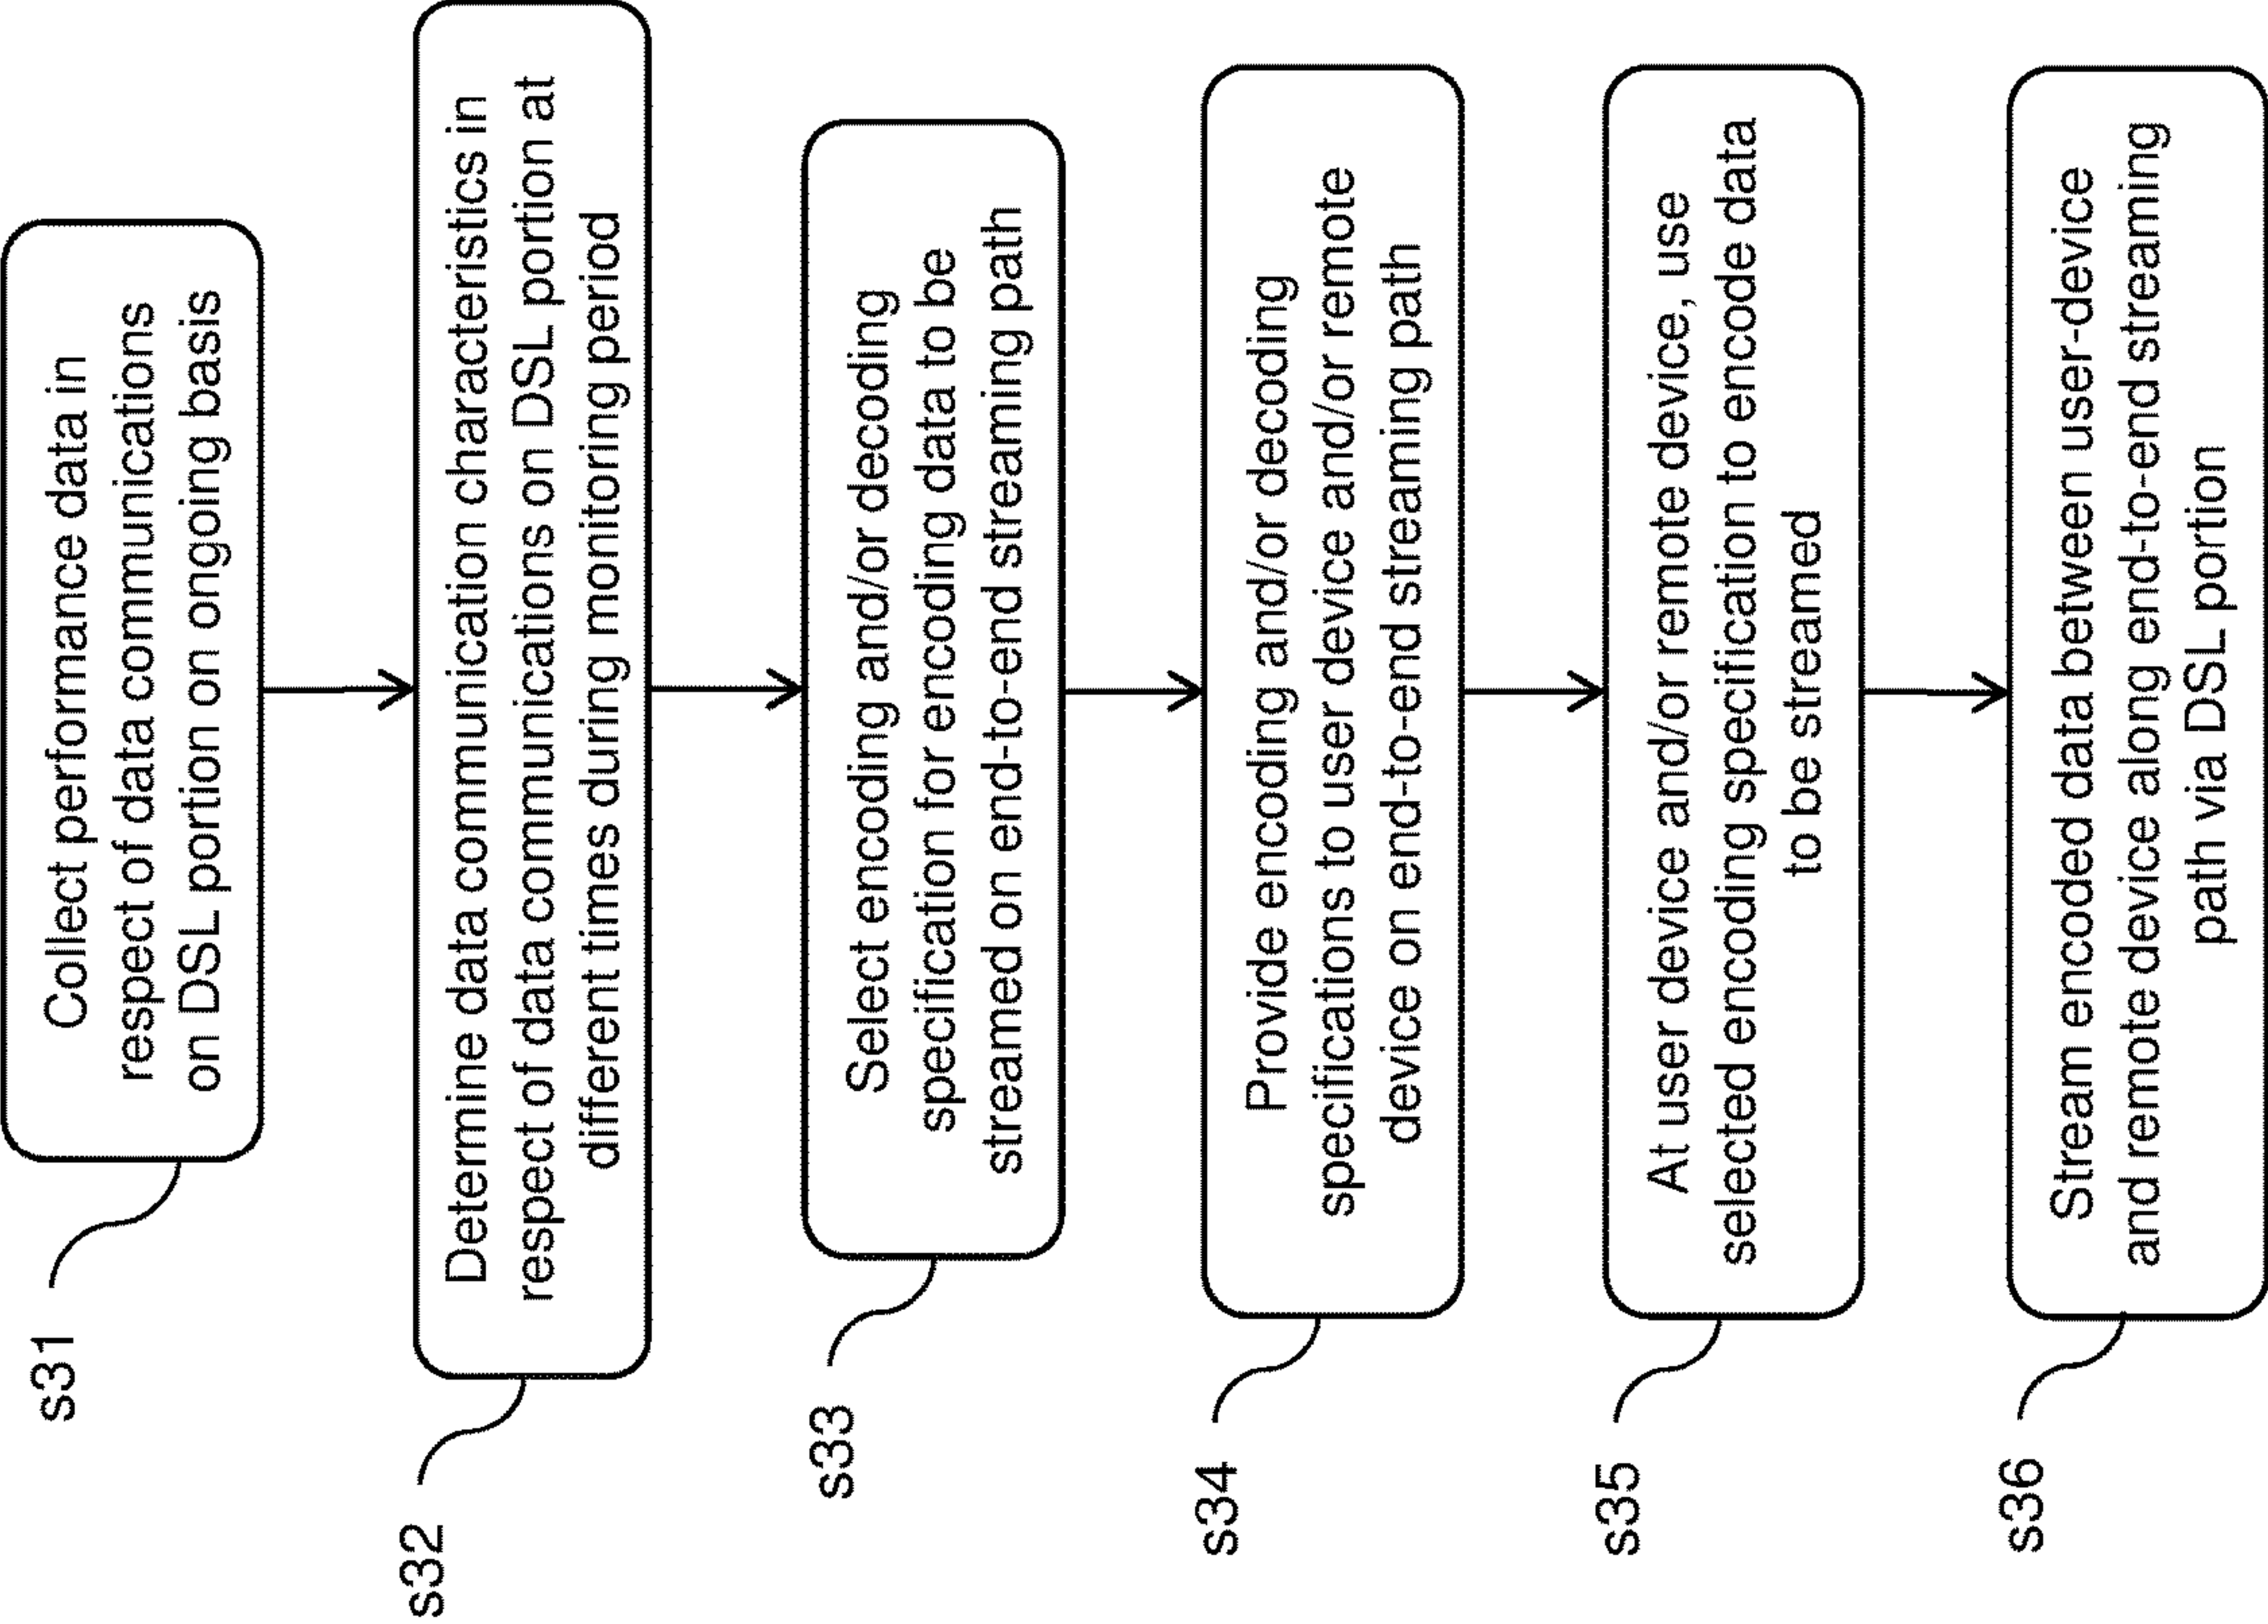 s31
Collect performance data in
respect of data communications
on DSL portion on ongoing basis
s32
Determine data communication characteristics in
respect of data communications on DSL portion at
different times during monitoring period
s33
Select encoding and/or decoding
specification for encoding data to be
streamed on end-to-end streaming path
s34
Provide encoding and/or decoding
specifications to user device and/or remote
device on end-to-end streaming path
s35
At user device and/or remote device, use
selected encoding specification to encode data
to be streamed
s36
Stream encoded data between user-device
and remote device along end-to-end streaming
path via DSL portion